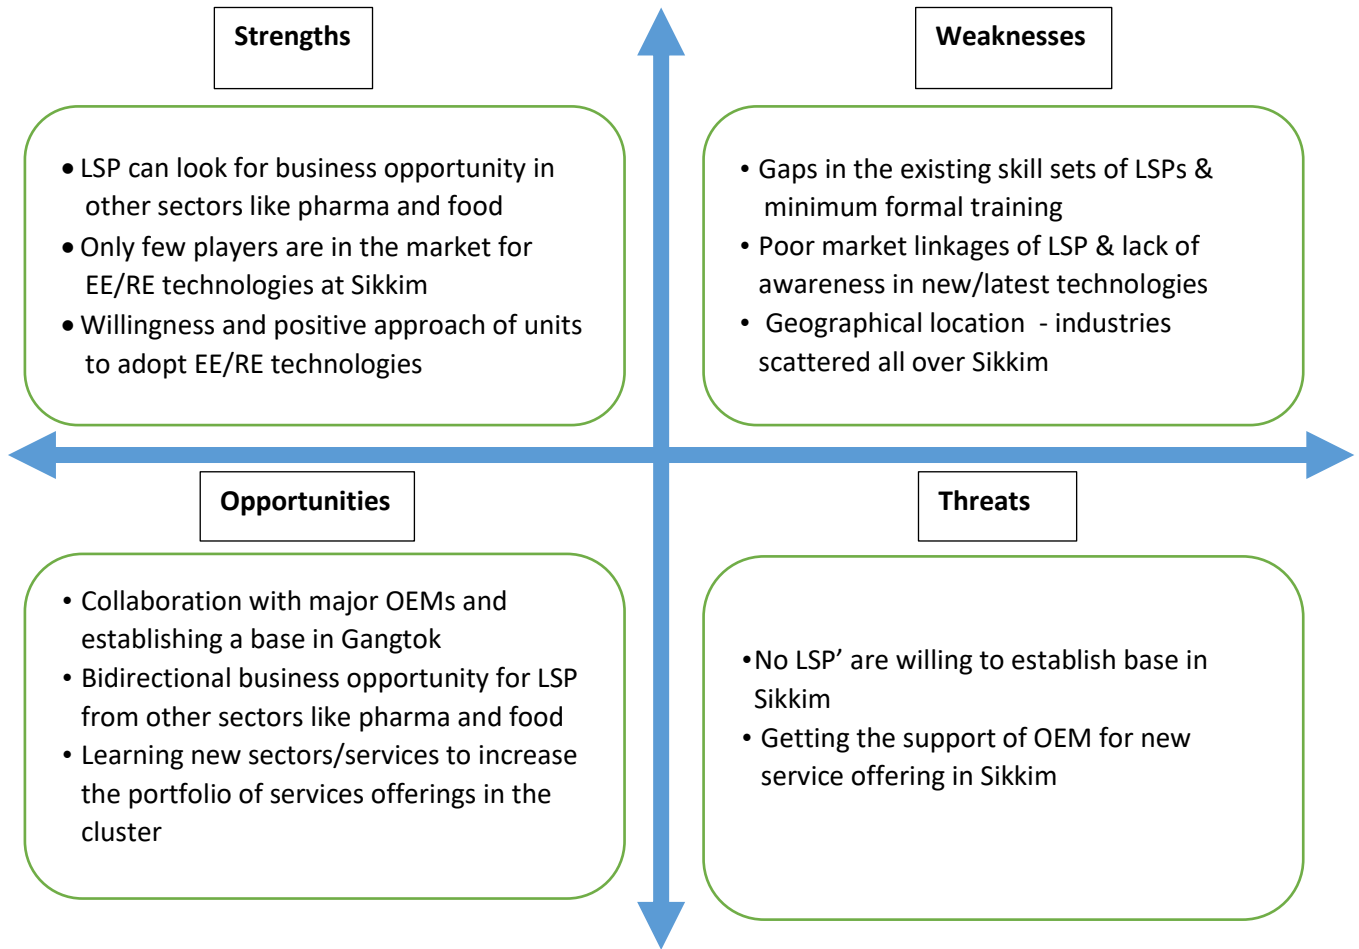 Strengths
• LSP can look for business opportunity in
other sectors like pharma and food
• Only few players are in the market for
EE/RE technologies at Sikkim
• Willingness and positive approach of units
to adopt EE/RE technologies
Weaknesses
• Gaps in the existing skill sets of LSPs &
minimum formal training
• Poor market linkages of LSP & lack of
awareness in new/latest technologies
• Geographical location - industries
scattered all over Sikkim
Opportunities
• Collaboration with major OEMs and
establishing a base in Gangtok
• Bidirectional business opportunity for LSP
from other sectors like pharma and food
• Learning new sectors/services to increase
the portfolio of services offerings in the
cluster
Threats
•No LSP’ are willing to establish base in
Sikkim
• Getting the support of OEM for new
service offering in Sikkim